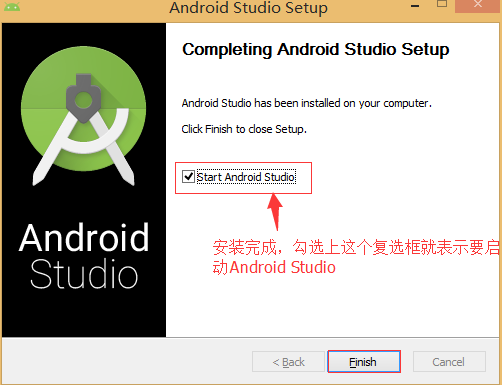 Android Studio Setup
Completing Android Studio Setup
Android Studio has been installed on your computer.
Click Finish to close Setup.
Start Android Studio
安装完成，勾选上这个复选框就表示要启
动Android Studio
Android
Studio
< Back
Finish
Cancel